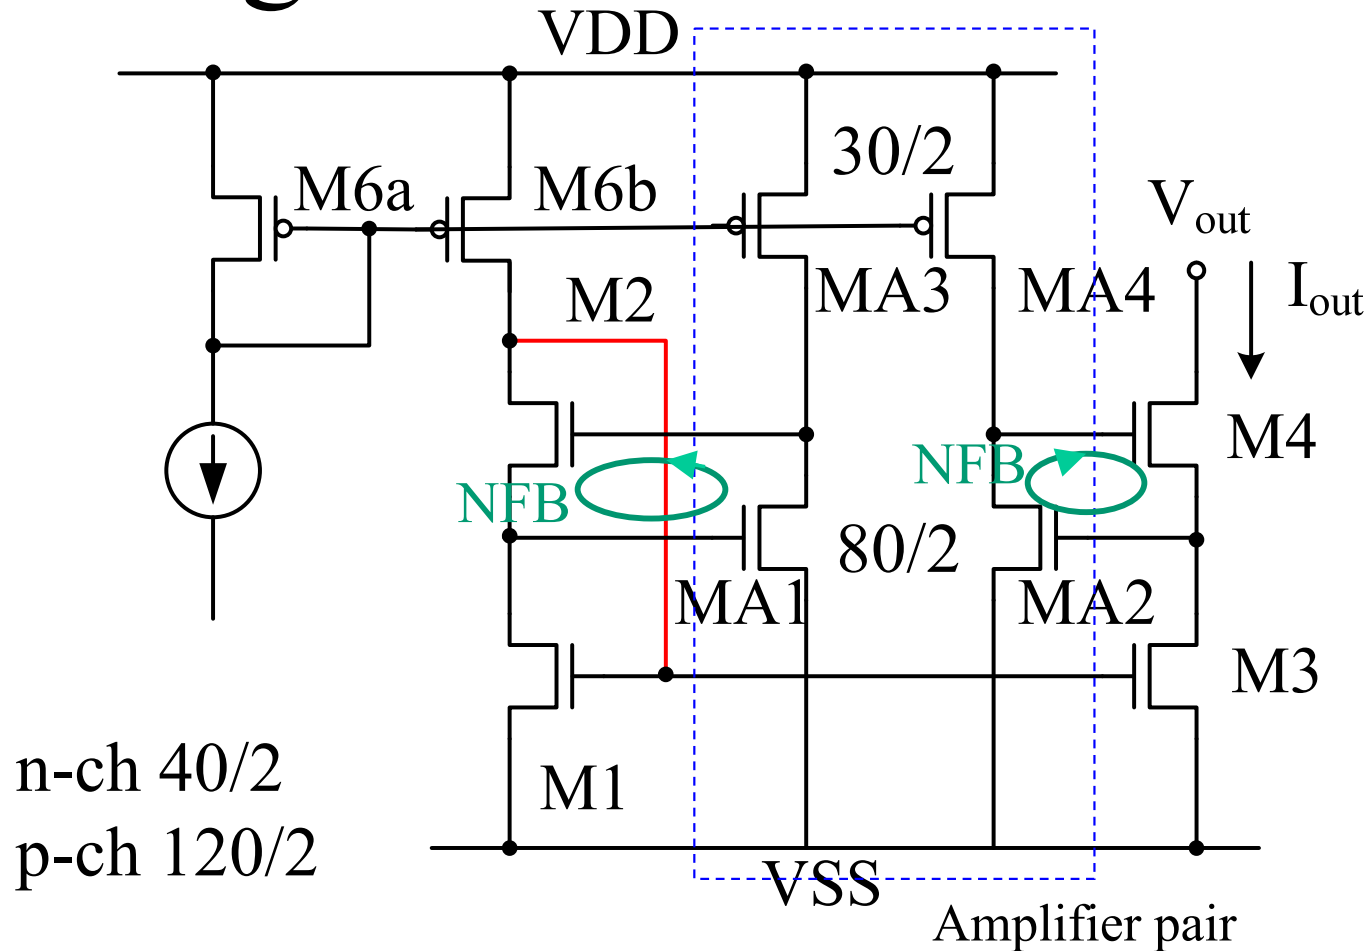 VDD
30/2
M6a
M6b
Vout
MA3
MA4
Iout
M2
M4
NFB
NFB
80/2
MA1
MA2
M3
n-ch 40/2
M1
p-ch 120/2
VSS
Amplifier pair